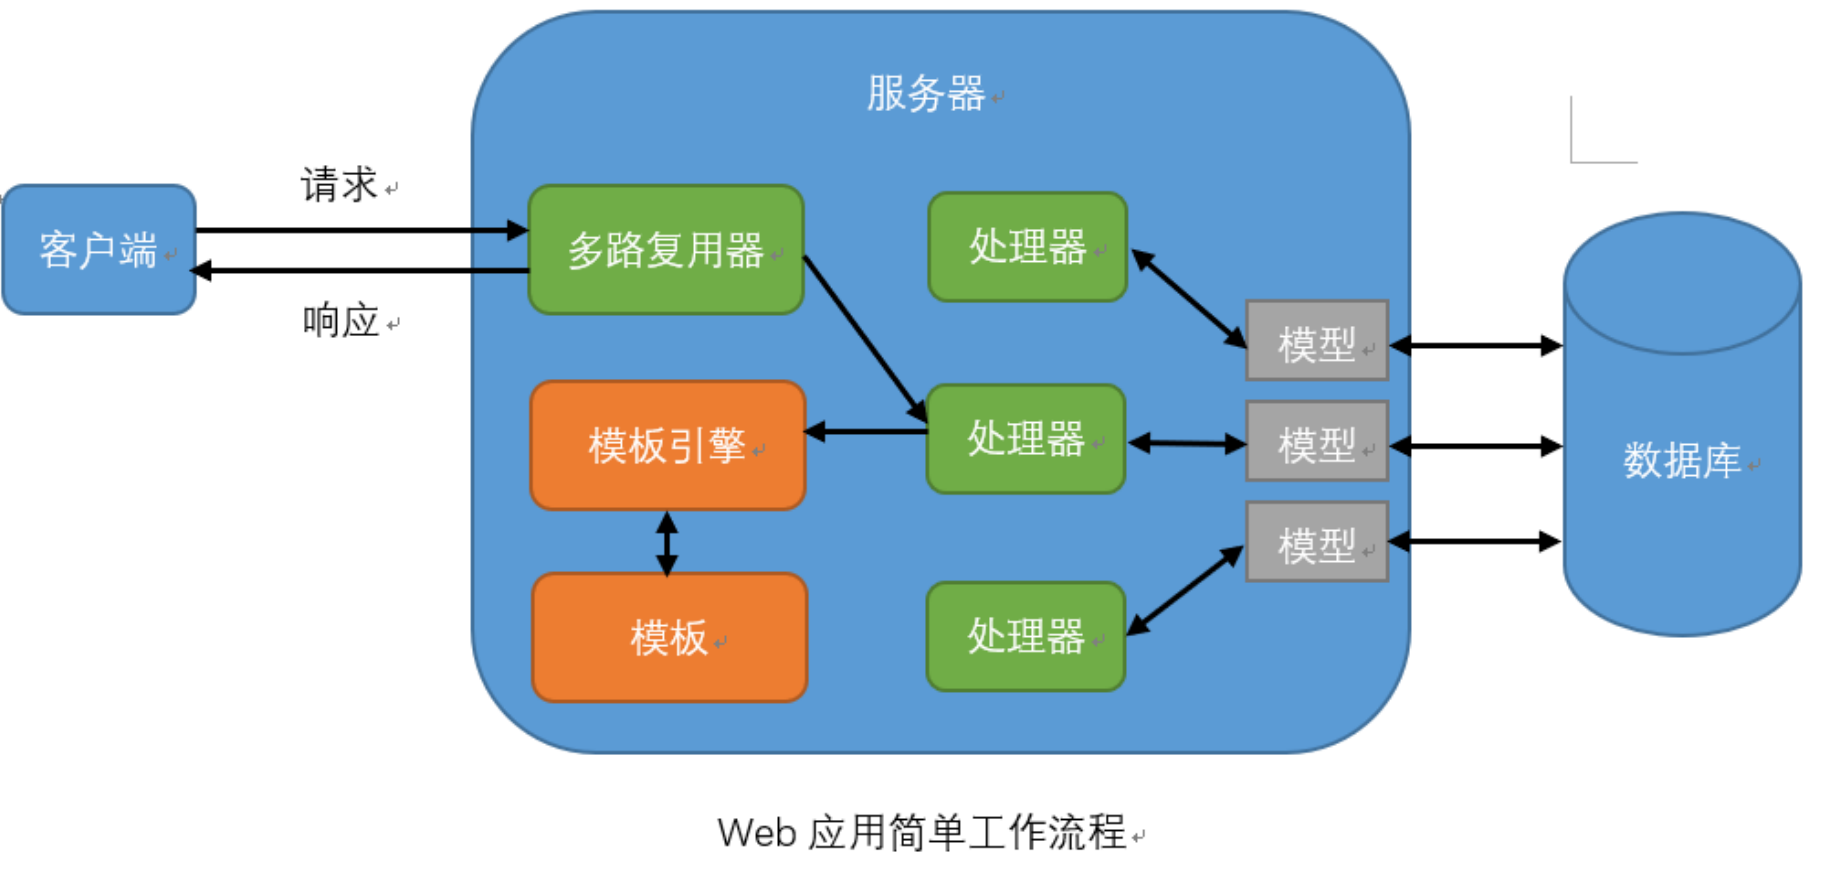 服务器
请求
客户端
多路复用器
处理器
响应
模型
模板引擎
处理器
模型
数据库
模型
模板
处理器
Web 应用简单工作流程